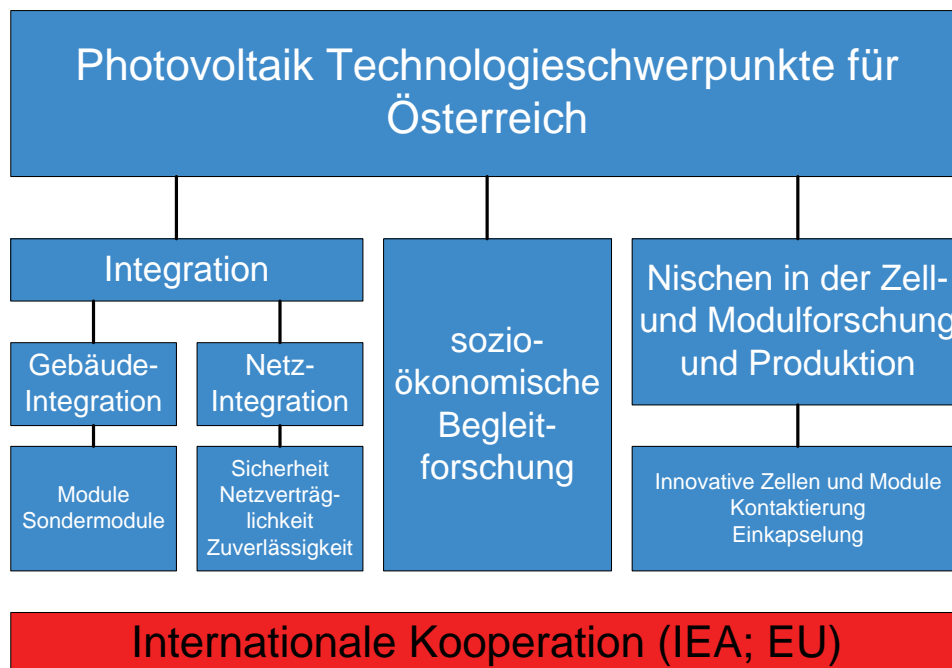 Photovoltaik Technologieschwerpunkte für
Österreich
Integration
Gebäude-
Integration
Module
Sondermodule
Netz-
Integration
Sicherheit
Netzverträg-
lichkeit
Zuverlässigkeit
sozio-
ökonomische
Begleit-
forschung
Nischen in der Zell-
und Modulforschung
und Produktion
Innovative Zellen und Module
Kontaktierung
Einkapselung
Internationale Kooperation (IEA; EU)